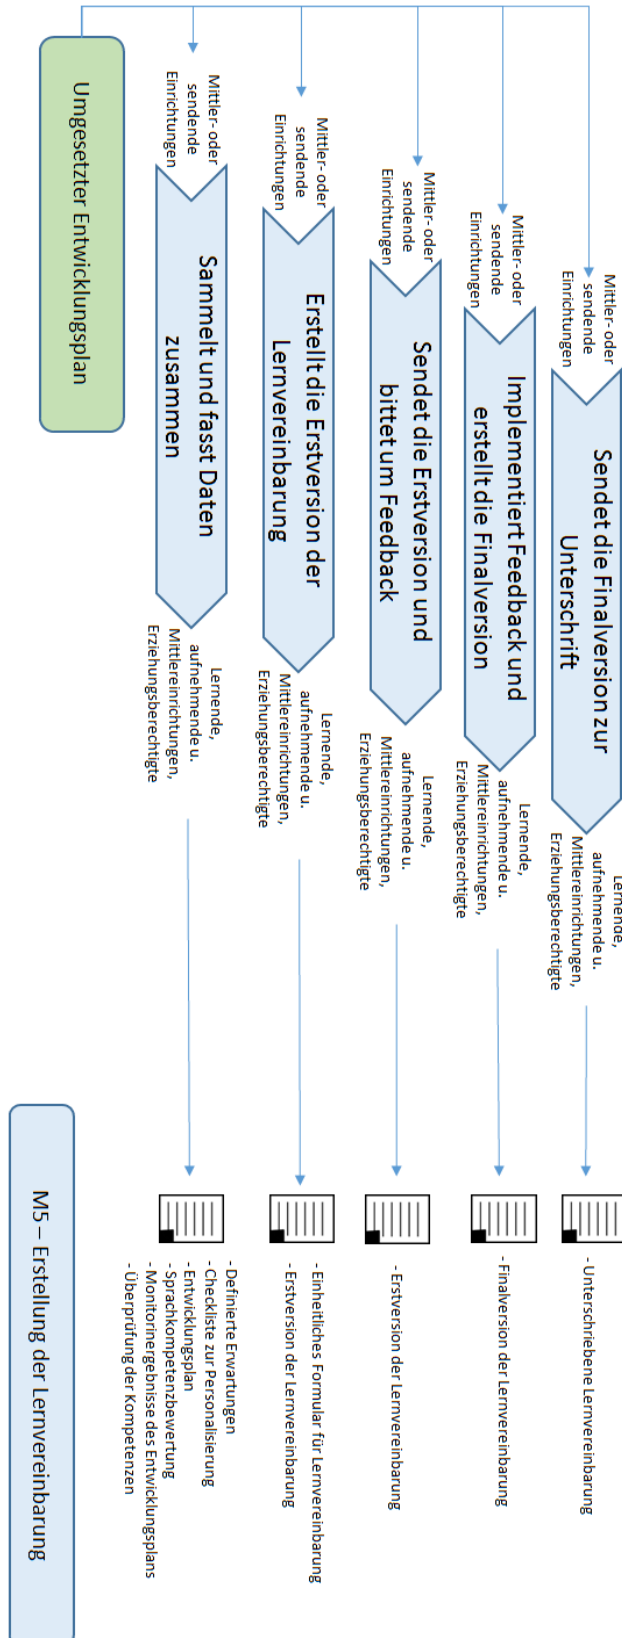 Mittler- oder
sendende
Einrichtungen
Sendet die Finalversion zur
Unterschrift
Lernende,
aufnehmende u.
Mittlereinrichtungen,
Erziehungsberechtigte
- Unterschriebene Lernvereinbarung
Mittler- oder
sendende
Einrichtungen
Implementiert Feedback und
erstellt die Finalversion
Lernende,
aufnehmende u.
Mittlereinrichtungen,
Erziehungsberechtigte
- Finalversion der Lernvereinbarung
Mittler- oder
sendende
Einrichtungen
Sendet die Erstversion und
bittet um Feedback
Lernende,
aufnehmende u.
Mittlereinrichtungen,
Erziehungsberechtigte
- Erstversion der Lernvereinbarung
Mittler- oder
sendende
Einrichtungen
Erstellt die Erstversion der
Lernvereinbarung
Lernende,
aufnehmende u.
Mittlereinrichtungen,
Erziehungsberechtigte
- Einheitliches Formular für Lernvereinbarung
- Erstversion der Lernvereinbarung
Mittler- oder
sendende
Einrichtungen
Sammelt und fasst Daten
zusammen
Lernende,
aufnehmende u.
Mittlereinrichtungen,
Erziehungsberechtigte
- Definierte Erwartungen
- Checkliste zur Personalisierung
- Entwicklungsplan
- Sprachkompetenzbewertung
- Monitorinergebnisse des Entwicklungsplans
- Überprüfung der Kompetenzen
Umgesetzter Entwicklungsplan
M5 – Erstellung der Lernvereinbarung